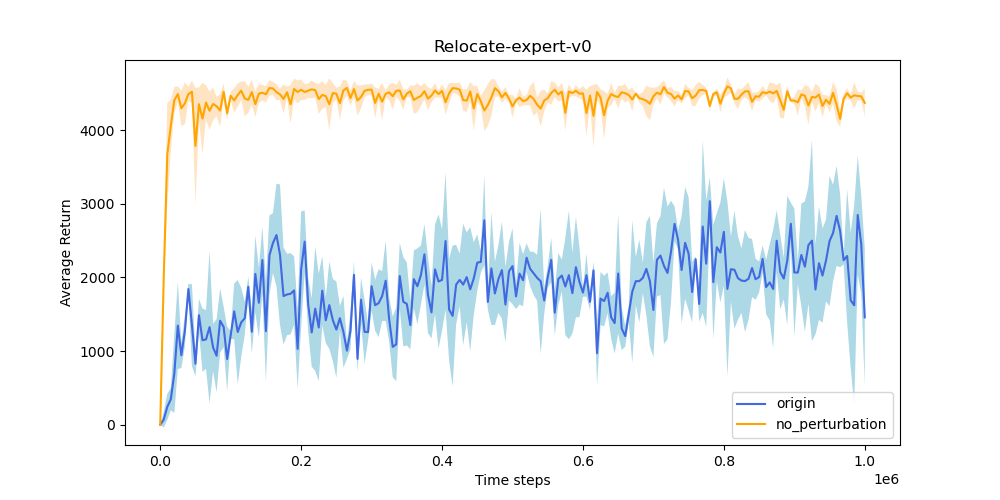 Relocate-expert-v0
Average Return
4000
3000
2000
1000
0
0.0 0.2 0.4 0.6 0.8 1.0
1e6
Time steps
origin
no_perturbation